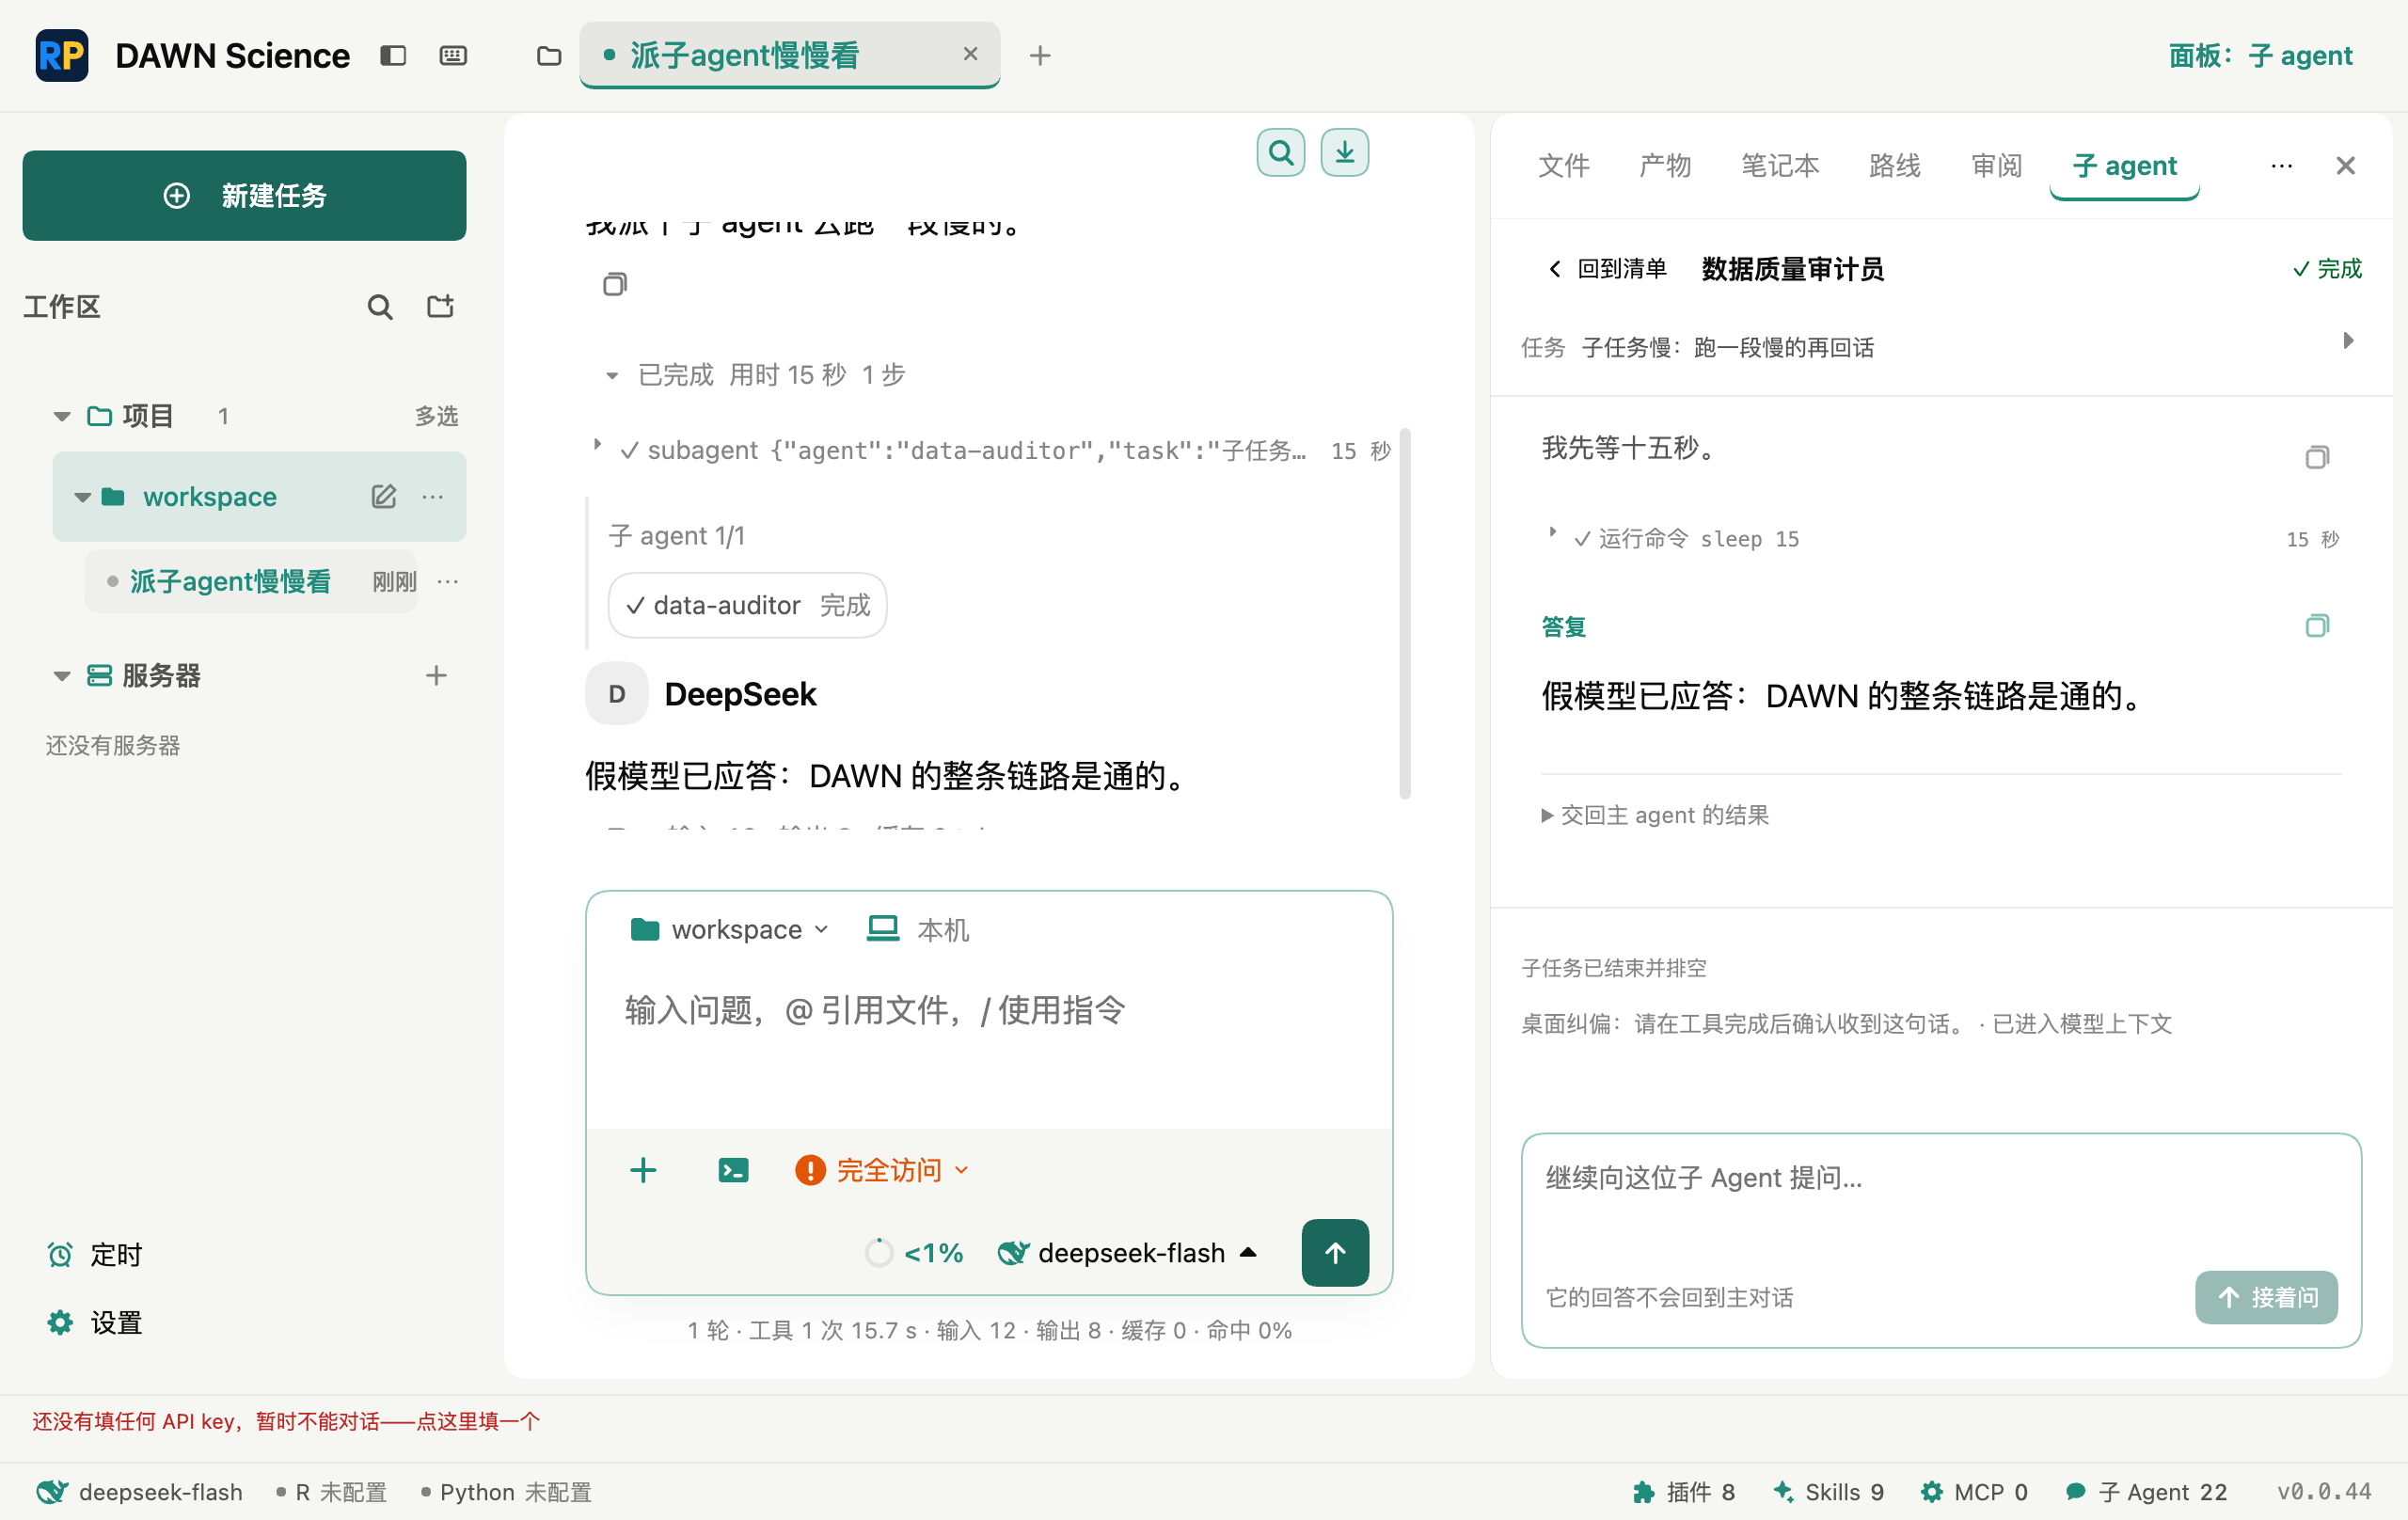 RP DAWN Science
派子agent慢慢看
面板：子 agent
新建任务
工作区
项目 1 多选
workspace
派子agent慢慢看 刚刚
服务器
还没有服务器
定时
设置
我派个子 agent 去跑一段慢的。
已完成 用时 15 秒 1 步
subagent {"agent":"data-auditor","task":"子任务… 15 秒
子 agent 1/1
data-auditor 完成
D DeepSeek
假模型已应答：DAWN 的整条链路是通的。
workspace 本机
输入问题，@ 引用文件，/ 使用指令
完全访问
<1% deepseek-flash
1 轮 · 工具 1 次 15.7 s · 输入 12 · 输出 8 · 缓存 0 · 命中 0%
文件 产物 笔记本 路线 审阅 子 agent
回到清单 数据质量审计员 完成
任务 子任务慢：跑一段慢的再回话
我先等十五秒。
运行命令 sleep 15 15 秒
答复
假模型已应答：DAWN 的整条链路是通的。
交回主 agent 的结果
子任务已结束并排空
桌面纠偏：请在工具完成后确认收到这句话。 · 已进入模型上下文
继续向这位子 Agent 提问…
它的回答不会回到主对话 接着问
还没有填任何 API key，暂时不能对话——点这里填一个
deepseek-flash R 未配置 Python 未配置 插件 8 Skills 9 MCP 0 子 Agent 22 v0.0.44